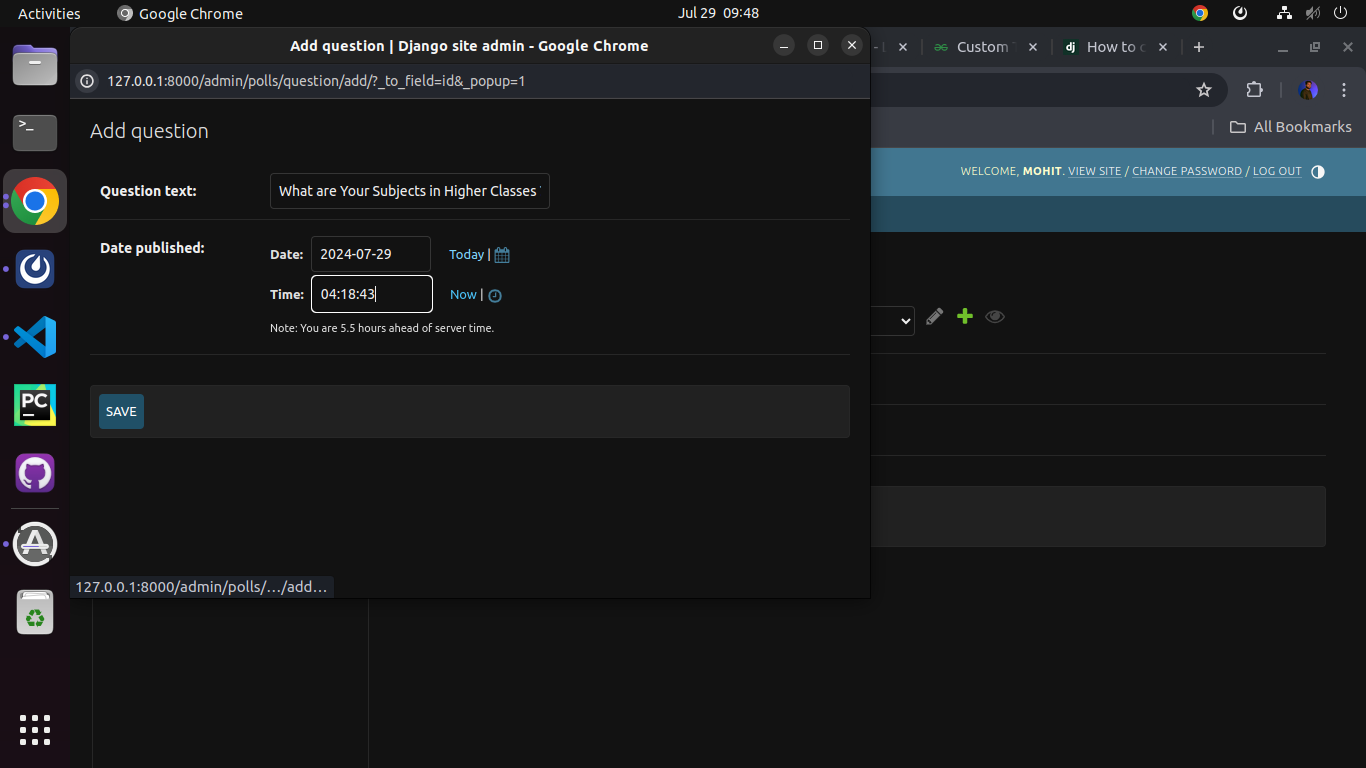 Activities
Google Chrome
Jul 29 09:48
Add question | Django site admin - Google Chrome
Custom
How to
127.0.0.1:8000/admin/polls/question/add/?_to_field=id&_popup=1
All Bookmarks
Add question
WELCOME, MOHIT. VIEW SITE / CHANGE PASSWORD / LOG OUT
Question text:
What are Your Subjects in Higher Classes
Date published:
Date: 2024-07-29 Today |
Time: 04:18:43 Now |
Note: You are 5.5 hours ahead of server time.
SAVE
127.0.0.1:8000/admin/polls/…/add…
>_
PC
dj